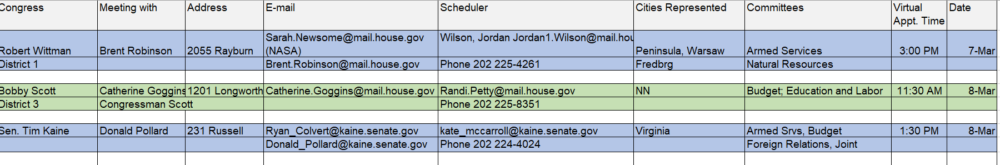 Congress Meeting with Address E-mail Scheduler Cities Represented Committees Virtual Date
Appt. Time
Sarah.Newsome@mail.house.gov Wilson, Jordan Jordan1.Wilson@mail.hou
Robert Wittman Brent Robinson 2055 Rayburn (NASA) Peninsula, Warsaw Armed Services 3:00 PM 7-Mar
District 1 Brent.Robinson@mail.house.gov Phone 202 225-4261 Fredbrg Natural Resources
Bobby Scott Catherine Goggins 1201 Longworth Catherine.Goggins@mail.house.gov Randi.Petty@mail.house.gov NN Budget; Education and Labor 11:30 AM 8-Mar
District 3 Congressman Scott Phone 202 225-8351
Sen. Tim Kaine Donald Pollard 231 Russell Ryan_Colvert@kaine.senate.gov kate_mccarroll@kaine.senate.gov Virginia Armed Srvs, Budget 1:30 PM 8-Mar
Donald_Pollard@kaine.senate.gov Phone 202 224-4024 Foreign Relations, Joint